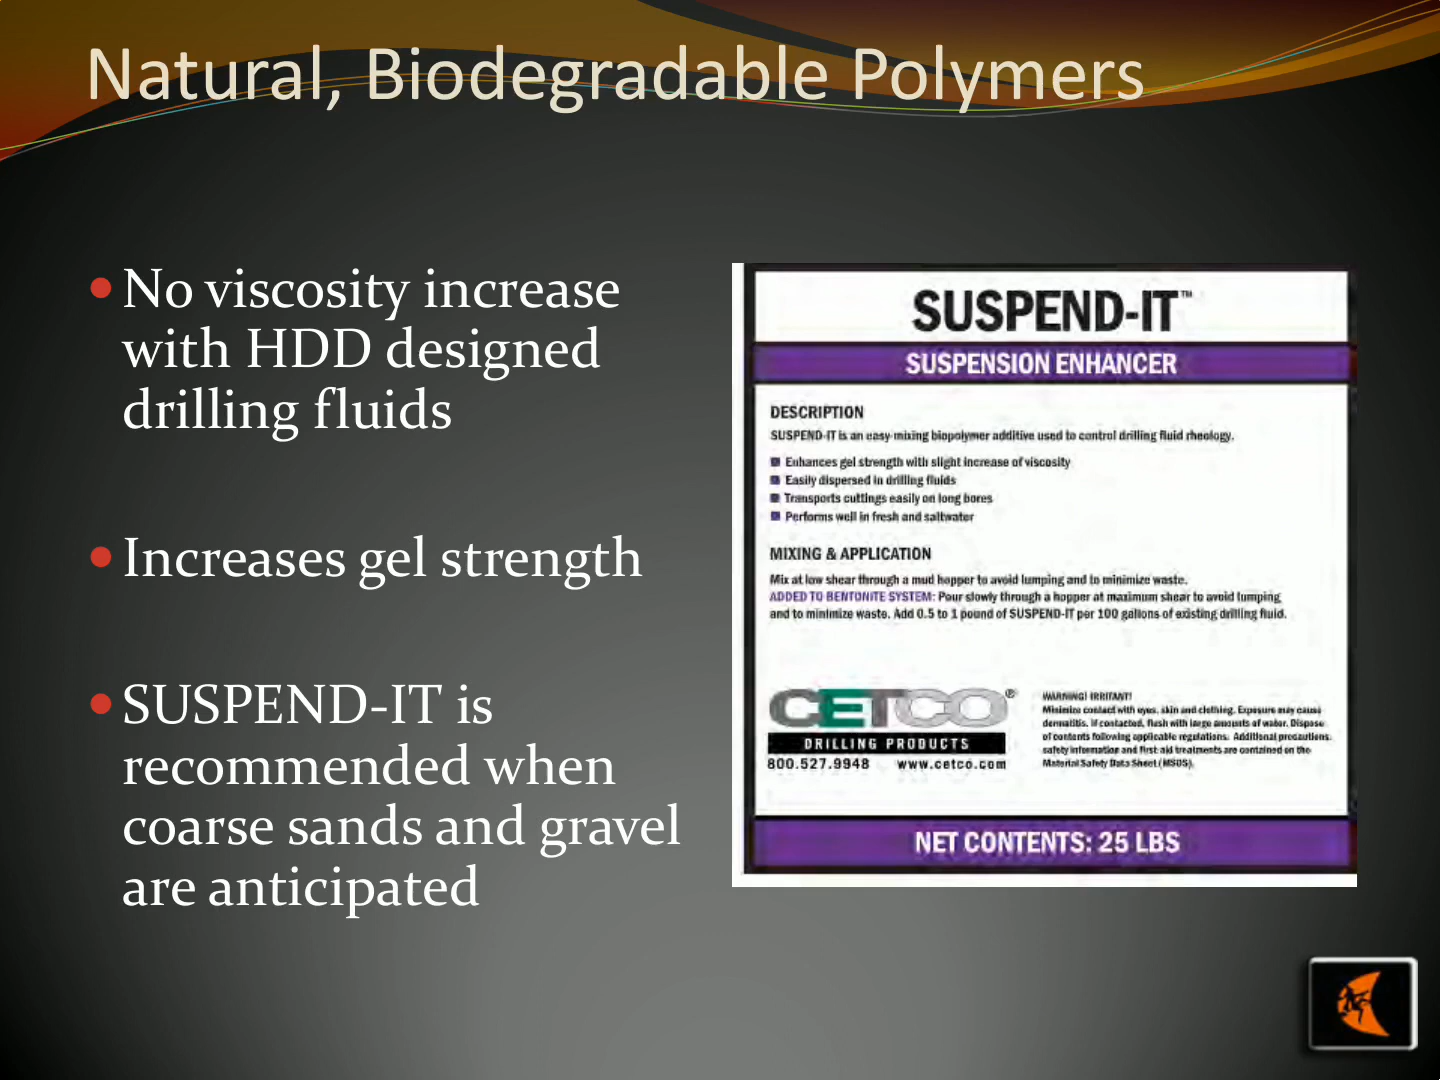 Natural, Biodegradable Polymers
• No viscosity increase
with HDD designed
drilling fluids
• Increases gel strength
• SUSPEND-IT is
recommended when
coarse sands and gravel
are anticipated
SUSPEND-IT™
SUSPENSION ENHANCER
DESCRIPTION
SUSPEND-IT is an easy-mixing biopolymer additive used to control drilling fluid rheology.
■ Enhances gel strength with slight increase of viscosity
■ Easily dispersed in drilling fluids
■ Transports cuttings easily on long bores
■ Performs well in fresh and saltwater
MIXING & APPLICATION
Mix at low shear through a mud hopper to avoid lumping and to minimize waste.
ADDED TO BENTONITE SYSTEM: Pour slowly through a hopper at maximum shear to avoid lumping
and to minimize waste. Add 0.5 to 1 pound of SUSPEND-IT per 100 gallons of existing drilling fluid.
CETCO®
DRILLING PRODUCTS
800.527.9948 www.cetco.com
WARNING! IRRITANT!
Minimize contact with eyes, skin and clothing. Exposure may cause
dermatitis. If contacted, flush with large amounts of water. Dispose
of contents following applicable regulations. Additional precautions,
safety information and first aid treatments are contained on the
Material Safety Data Sheet (MSDS).
NET CONTENTS: 25 LBS